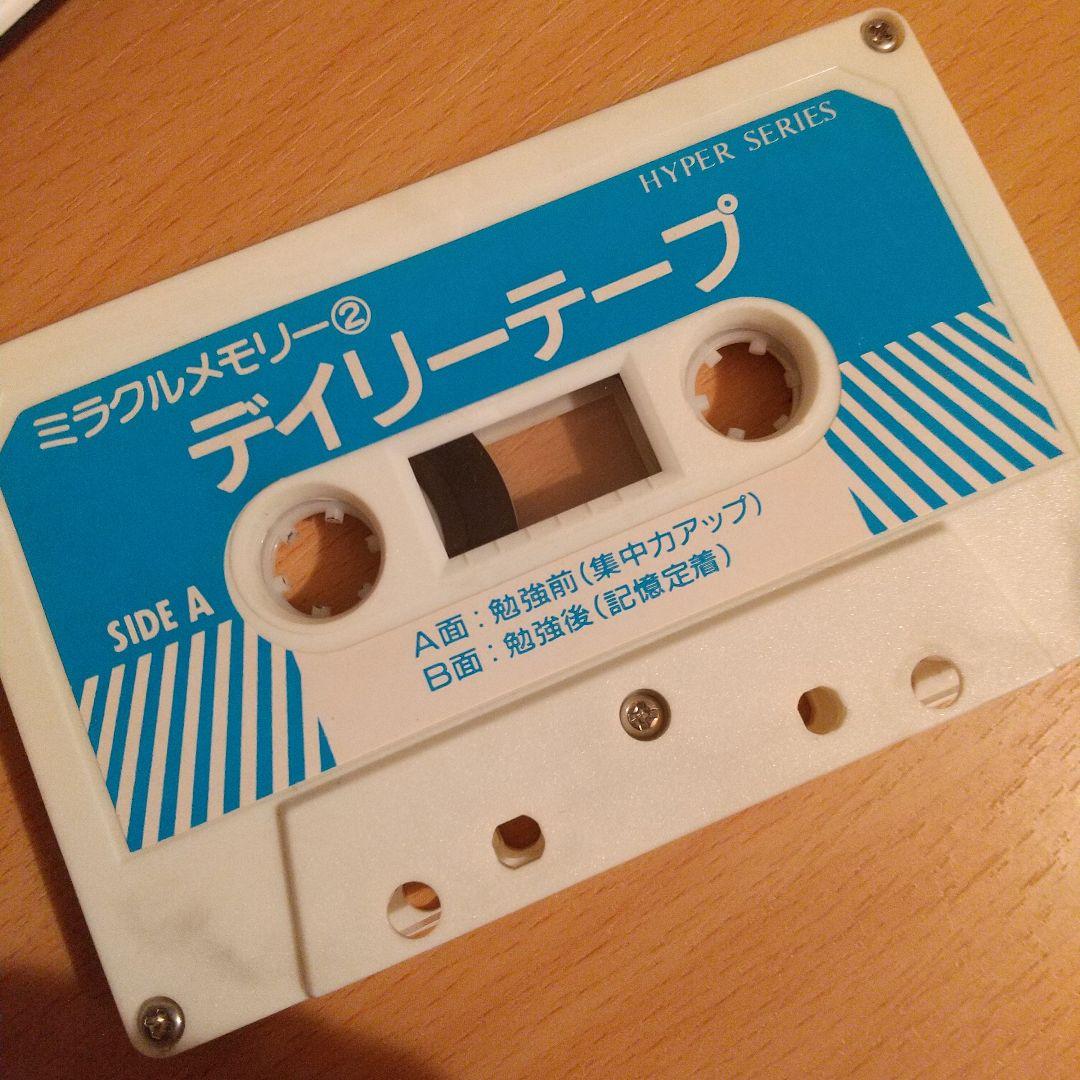 HYPER SERIES
ミラクルメモリー②
デイリーテープ
SIDE A
A面：勉強前(集中力アップ)
B面：勉強後(記憶定着)